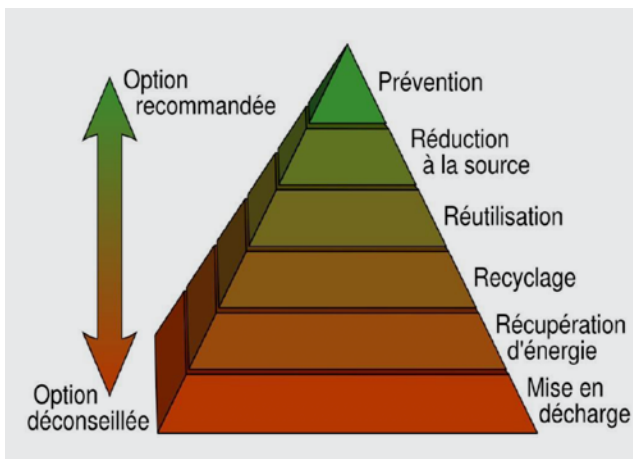 Option
recommandée
Prévention
Réduction
à la source
Réutilisation
Recyclage
Récupération
d'énergie
Option
déconseillée
Mise en
décharge